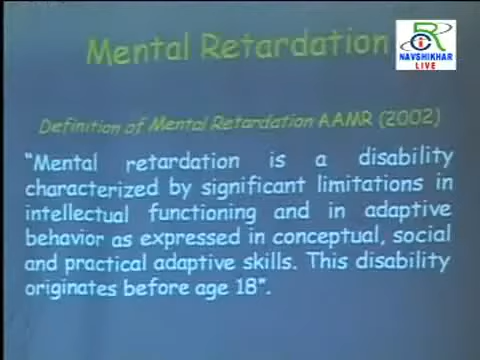 Mental Retardation
NAVSHIKHAR
LIVE
Definition of Mental Retardation AAMR (2002)
"Mental retardation is a disability
characterized by significant limitations in
intellectual functioning and in adaptive
behavior as expressed in conceptual, social
and practical adaptive skills. This disability
originates before age 18".